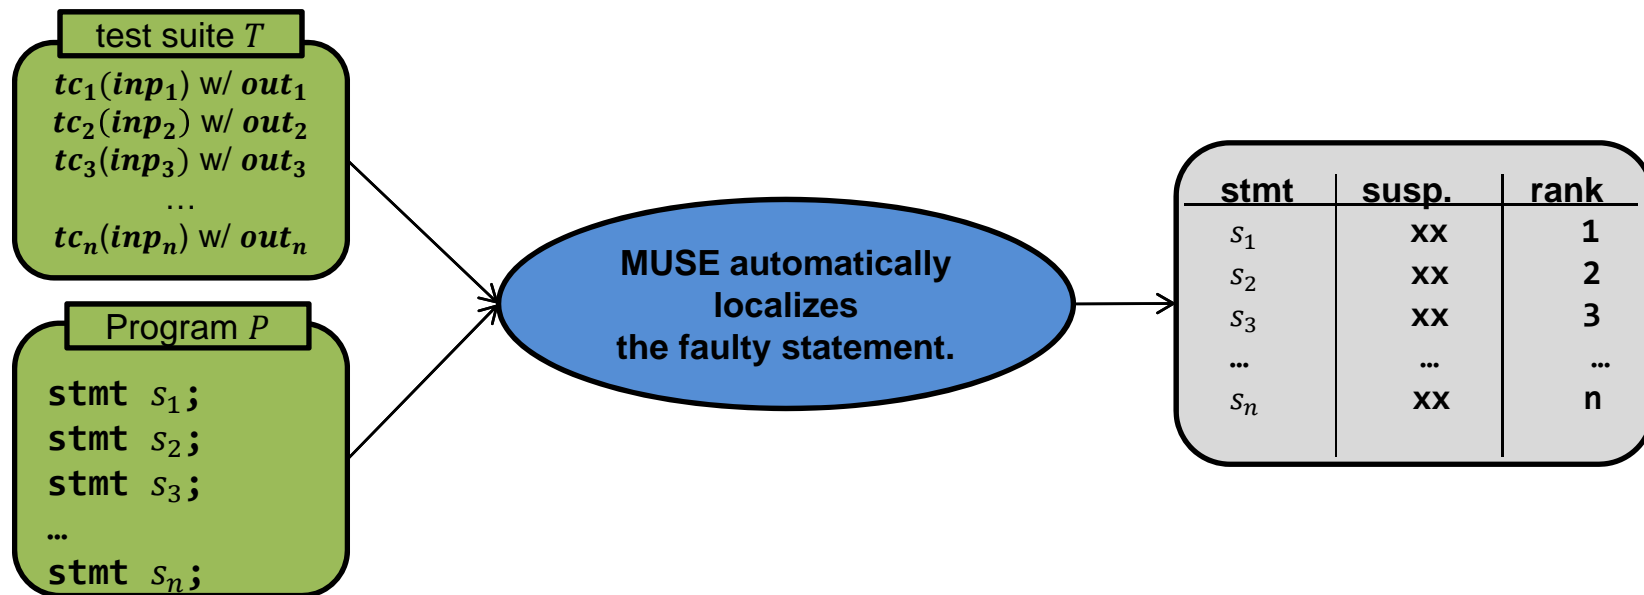 test suite T
tc₁(inp₁) w/ out₁
tc₂(inp₂) w/ out₂
tc₃(inp₃) w/ out₃
…
tcₙ(inpₙ) w/ outₙ
Program P
stmt s₁;
stmt s₂;
stmt s₃;
…
stmt sₙ;
MUSE automatically
localizes
the faulty statement.
stmt susp. rank
s₁ xx 1
s₂ xx 2
s₃ xx 3
… … …
sₙ xx n